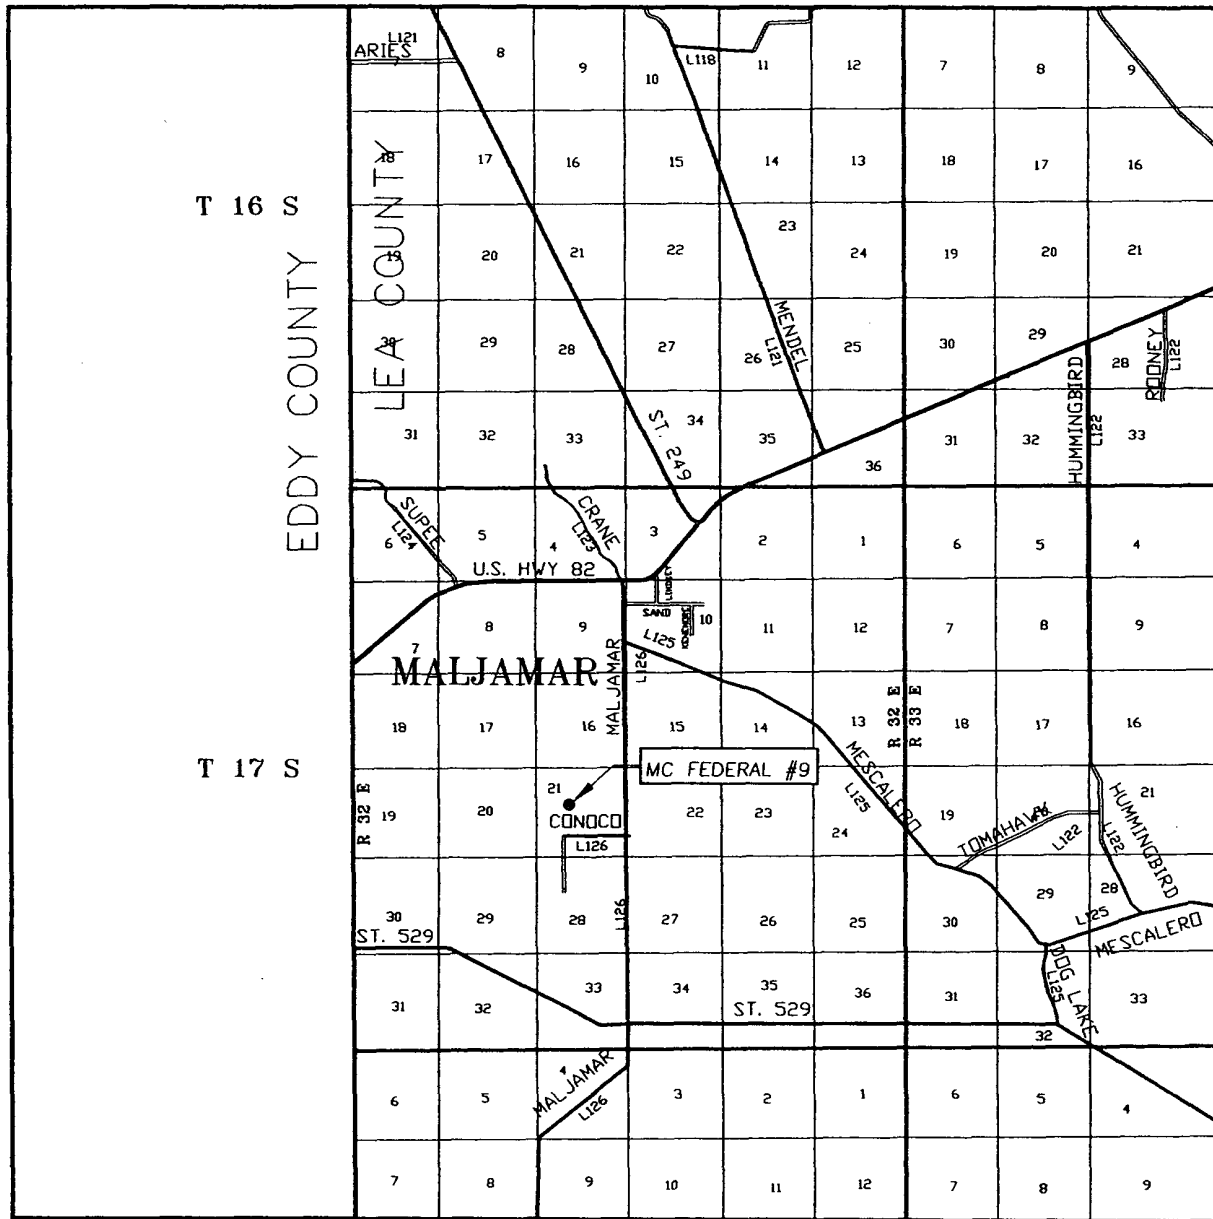 L121
ARIES
8
9
10
L118
11
12
7
8
9
18
17
16
15
14
13
18
17
16
T 16 S
EDDY COUNTY
LEA COUNTY
19
20
21
22
23
24
19
20
21
30
29
28
27
26
MENDEL
L121
25
30
29
28
HUMMINGBIRD
L122
ROONEY
L122
31
32
33
34
ST. 249
35
36
31
32
33
6
SUPEE
L124
5
4
CRANE
L123
3
2
1
6
5
4
U.S. HWY 82
7
8
9
SAND
L125
10
11
12
7
8
9
MALJAMAR
MALJAMAR
L126
18
17
16
15
14
13
R 32 E
R 33 E
18
17
16
T 17 S
R 32 E
19
20
21
MC FEDERAL #9
CONOCO
L126
22
23
MESCALERO
L125
24
19
TOMAHAWK
L122
21
HUMMINGBIRD
L122
30
29
28
L126
27
26
25
30
29
28
L125
MESCALERO
ST. 529
31
32
33
34
35
ST. 529
36
31
DOG LAKE
L125
32
33
6
5
4
MALJAMAR
L126
3
2
1
6
5
4
7
8
9
10
11
12
7
8
9